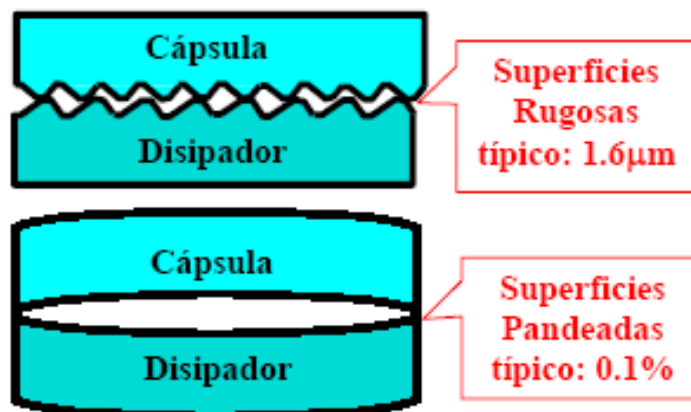 Cápsula
Disipador
Superficies
Rugosas
típico: 1.6μm
Cápsula
Disipador
Superficies
Pandeadas
típico: 0.1%